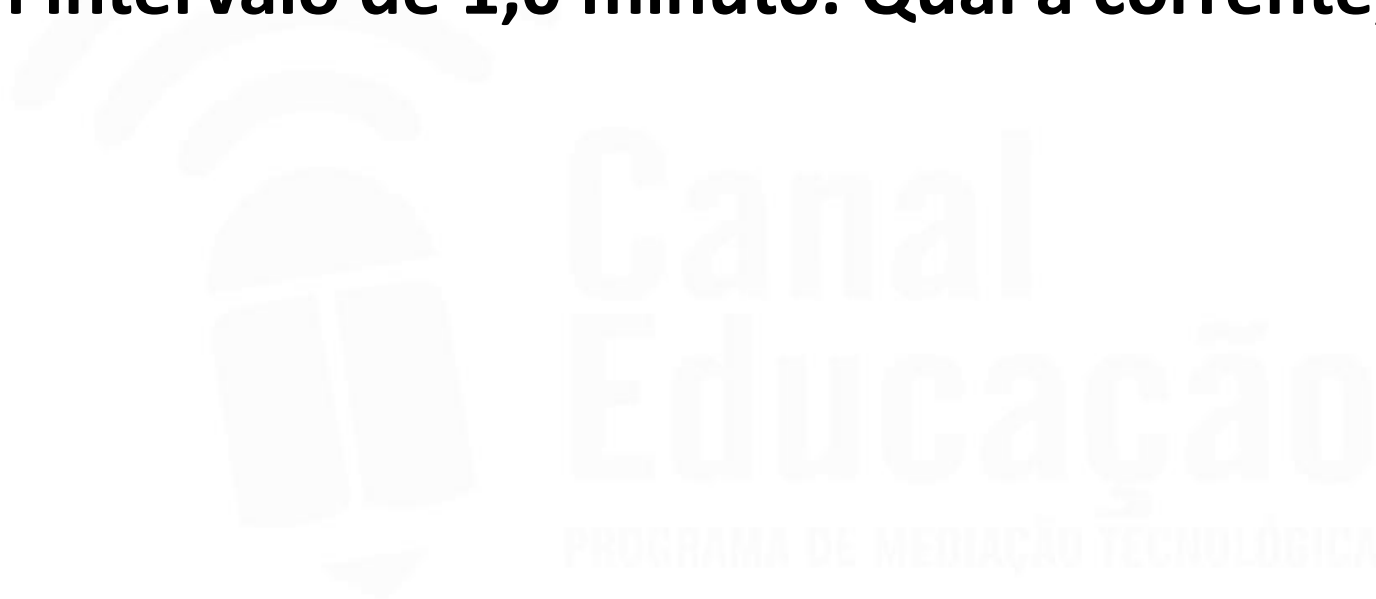 intervalo de 1,0 minuto. Qual a corrente,
Canal
Educação
PROGRAMA DE MEDIAÇÃO TECNOLÓGICA